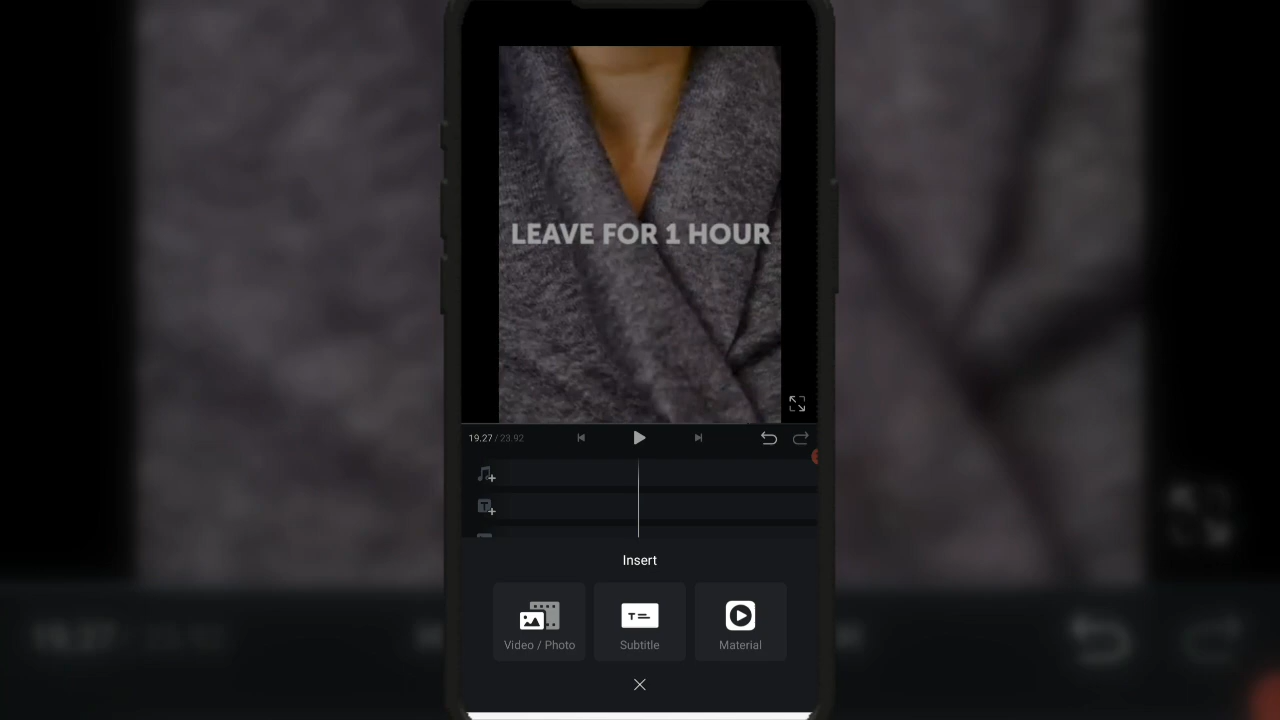 LEAVE FOR 1 HOUR
19.27 / 23.92
Insert
Video / Photo
Subtitle
Material